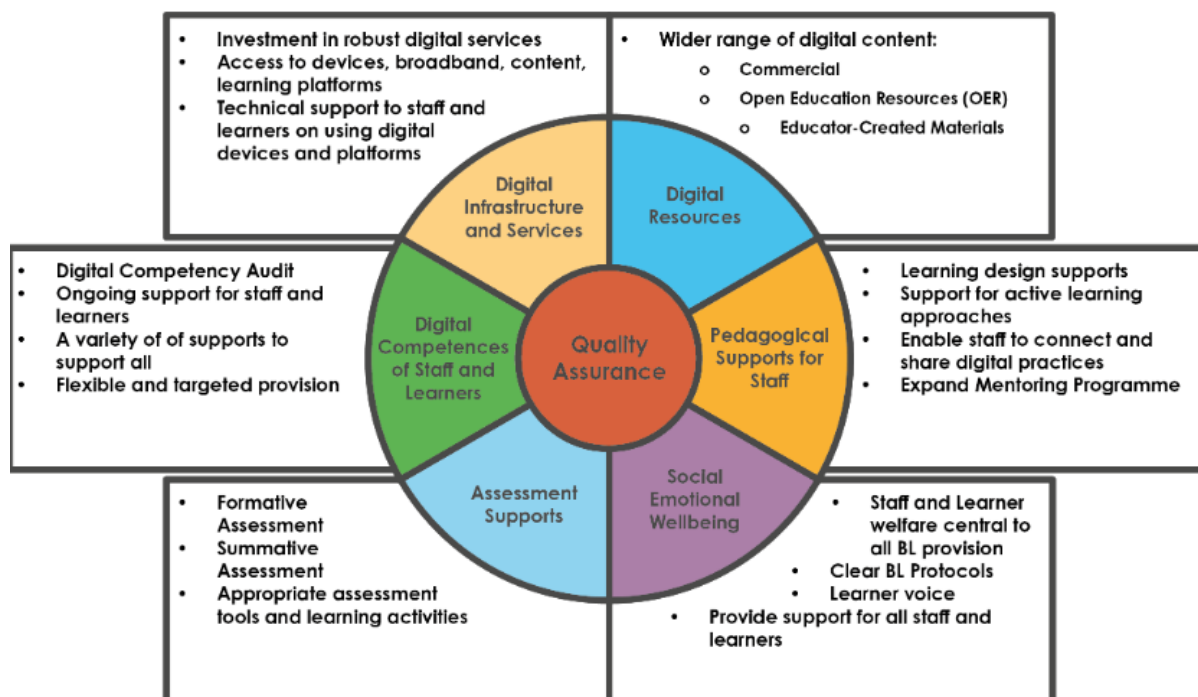 • Investment in robust digital services
• Access to devices, broadband, content,
learning platforms
• Technical support to staff and
learners on using digital
devices and platforms
• Wider range of digital content:
o Commercial
o Open Education Resources (OER)
o Educator-Created Materials
Digital
Infrastructure
and Services
Digital
Resources
• Digital Competency Audit
• Ongoing support for staff and
learners
• A variety of of supports to
support all
• Flexible and targeted provision
Digital
Competences
of Staff and
Learners
Quality
Assurance
Pedagogical
Supports for
Staff
• Learning design supports
• Support for active learning
approaches
• Enable staff to connect and
share digital practices
• Expand Mentoring Programme
Assessment
Supports
Social
Emotional
Wellbeing
• Formative
Assessment
• Summative
Assessment
• Appropriate assessment
tools and learning activities
• Staff and Learner
welfare central to
all BL provision
• Clear BL Protocols
• Learner voice
• Provide support for all staff and
learners